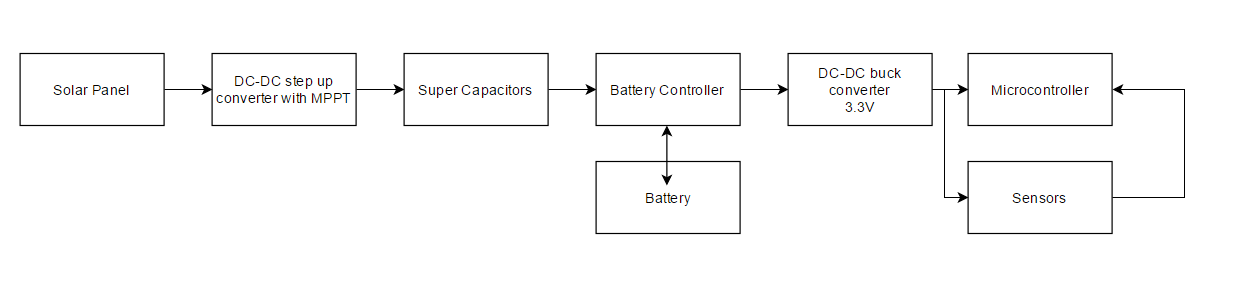 Solar Panel
DC-DC step up
converter with MPPT
Super Capacitors
Battery Controller
DC-DC buck
converter
3.3V
Microcontroller
Battery
Sensors